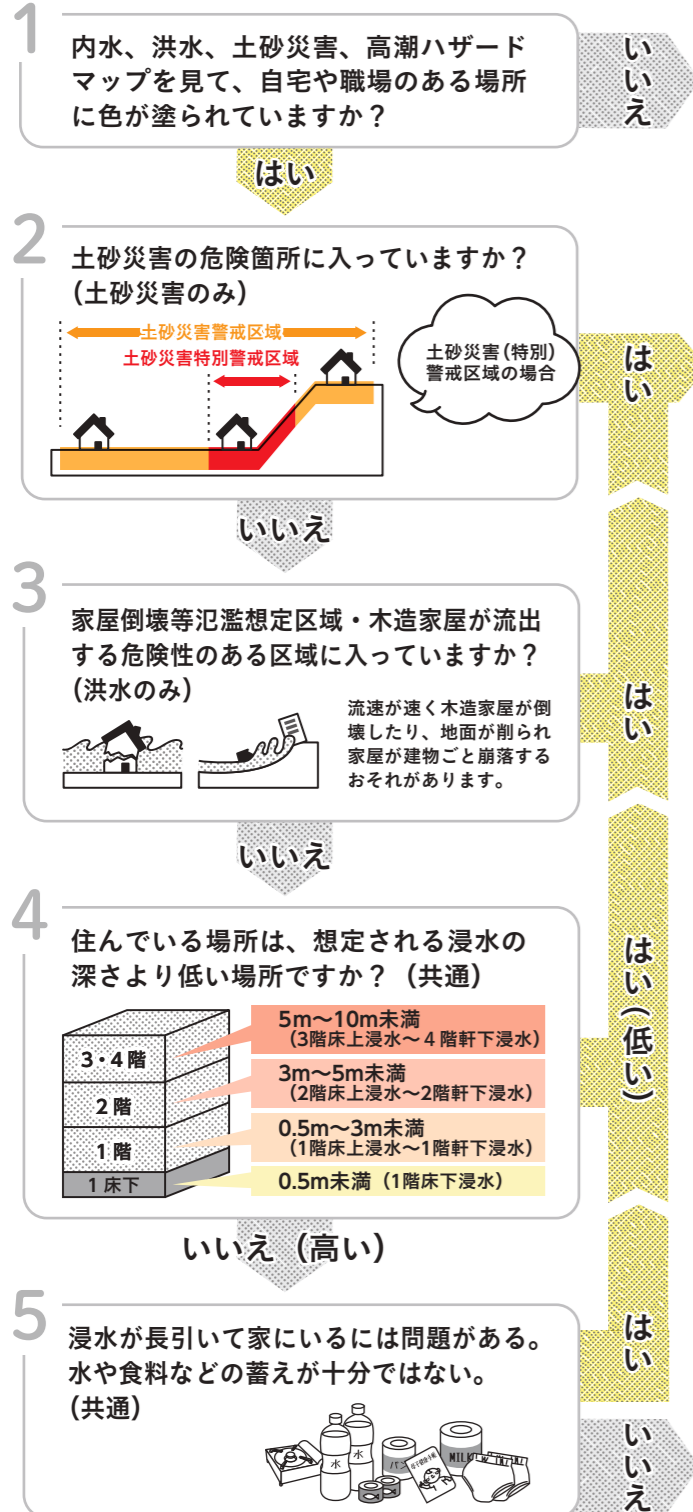 1
内水、洪水、土砂災害、高潮ハザード
マップを見て、自宅や職場のある場所
に色が塗られていますか？
いいえ
はい
2
土砂災害の危険箇所に入っていますか？
(土砂災害のみ)
土砂災害警戒区域
土砂災害特別警戒区域
土砂災害(特別)
警戒区域の場合
はい
いいえ
3
家屋倒壊等氾濫想定区域・木造家屋が流出
する危険性のある区域に入っていますか？
(洪水のみ)
流速が速く木造家屋が倒
壊したり、地面が削られ
家屋が建物ごと崩落する
おそれがあります。
はい
いいえ
4
住んでいる場所は、想定される浸水の
深さより低い場所ですか？（共通）
3・4階
2階
1階
1床下
5m～10m未満
（3階床上浸水～４階軒下浸水）
3m～5m未満
（2階床上浸水～2階軒下浸水）
0.5m～3m未満
（1階床上浸水～1階軒下浸水）
0.5m未満（1階床下浸水）
はい(低い)
いいえ（高い）
5
浸水が長引いて家にいるには問題がある。
水や食料などの蓄えが十分ではない。
(共通)
水
水
パン
MILK
はい
いいえ